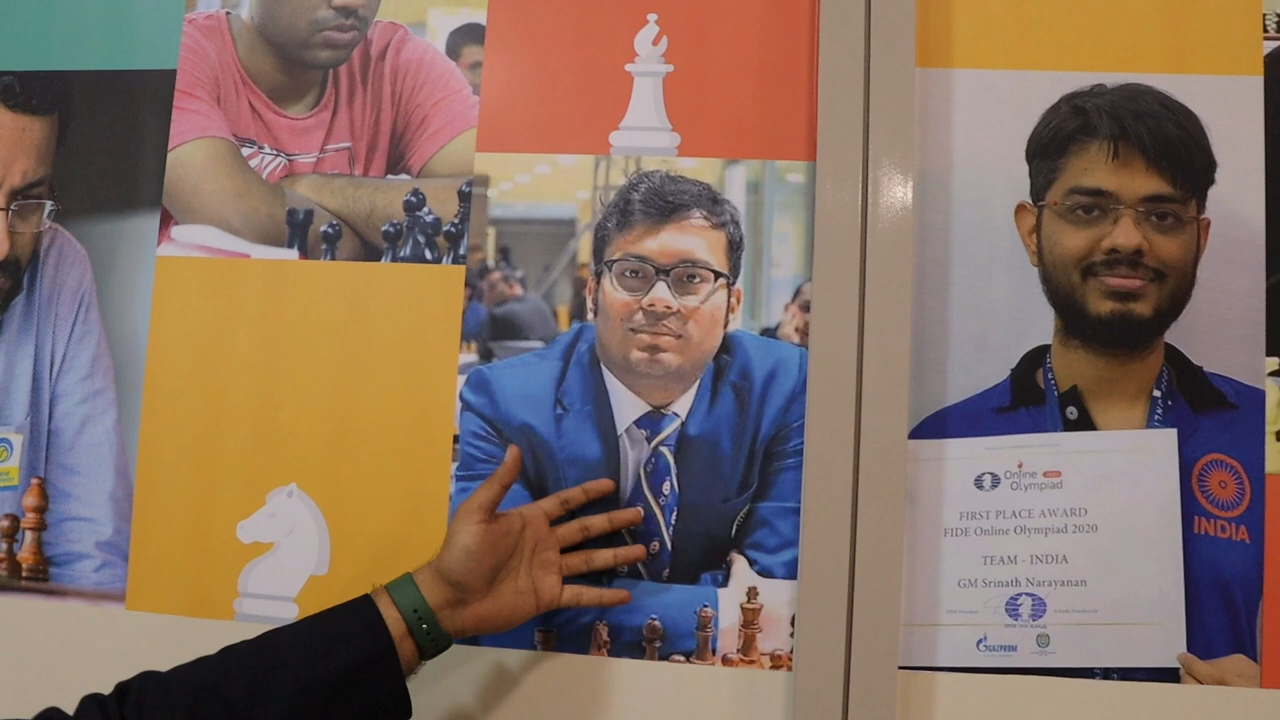 Online
Olympiad
FIRST PLACE AWARD
FIDE Online Olympiad 2020
TEAM - INDIA
GM Srinath Narayanan
GAZPROM
INDIA